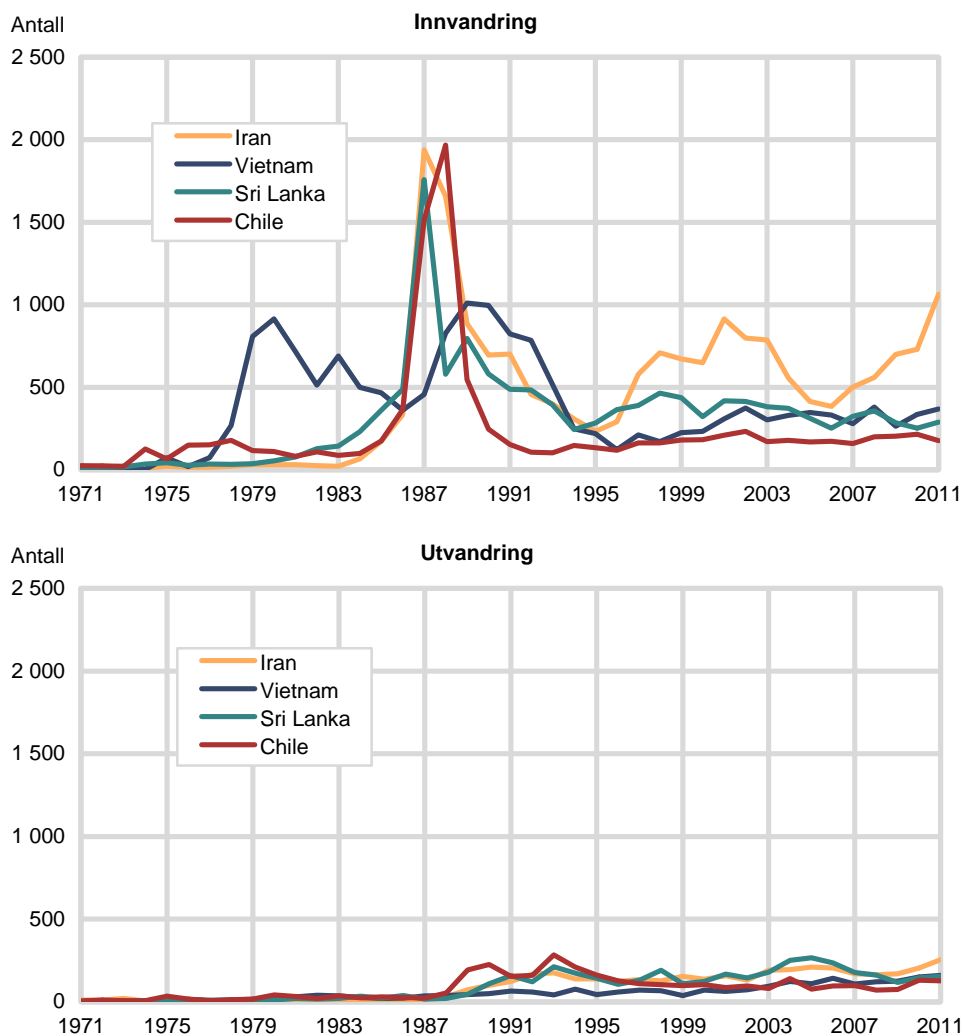 Innvandring
Antall
2 500
2 000
1 500
1 000
500
0
Iran
Vietnam
Sri Lanka
Chile
1971 1975 1979 1983 1987 1991 1995 1999 2003 2007 2011
Utvandring
Antall
2 500
2 000
1 500
1 000
500
0
Iran
Vietnam
Sri Lanka
Chile
1971 1975 1979 1983 1987 1991 1995 1999 2003 2007 2011